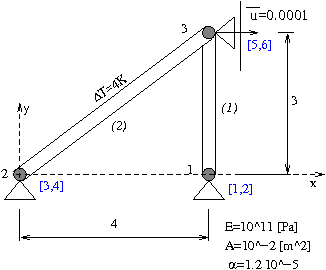 u=0.0001
3
[5,6]
ΔT=4K
y
(1)
3
(2)
2
1
x
[3,4]
[1,2]
4
E=10^11 [Pa]
A=10^-2 [m^2]
α=1.2 10^-5